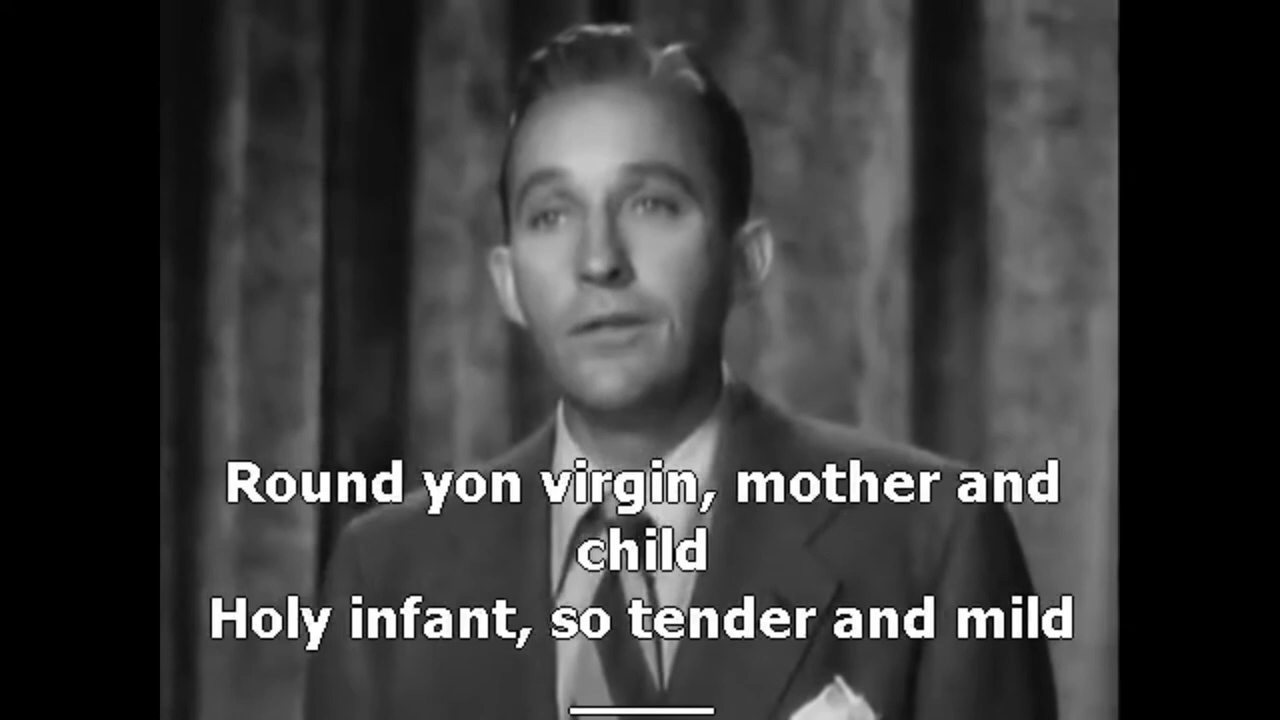 Round yon virgin, mother and
child
Holy infant, so tender and mild